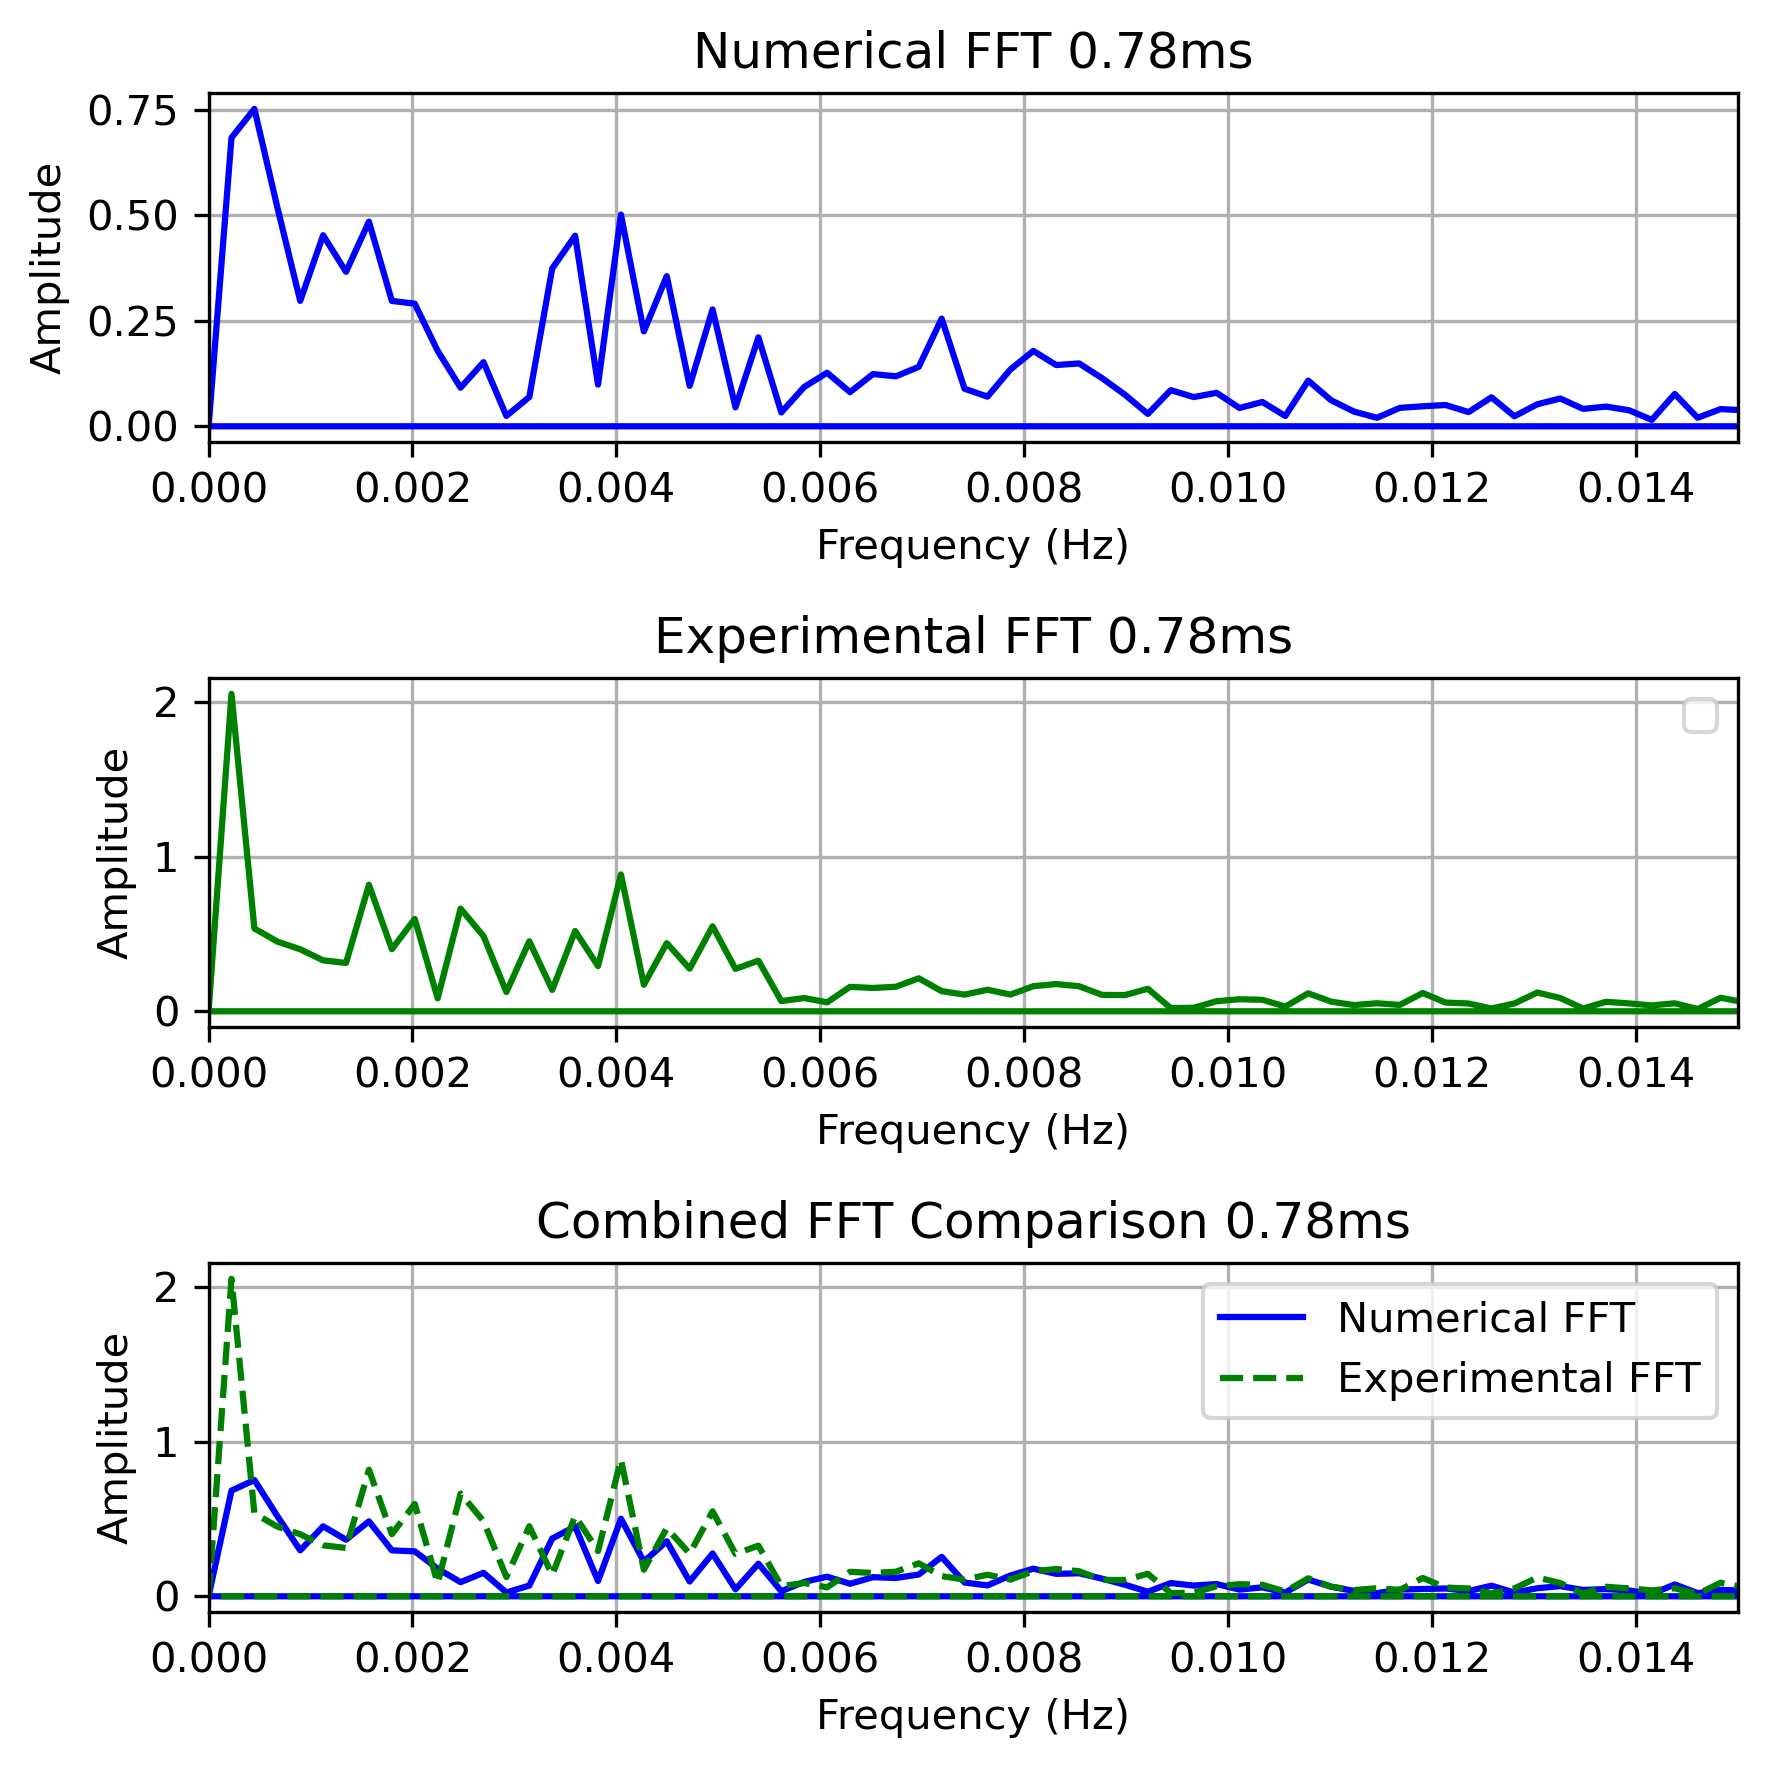 Numerical FFT 0.78ms
0.75
0.50
0.25
0.00
Amplitude
0.000 0.002 0.004 0.006 0.008 0.010 0.012 0.014
Frequency (Hz)
Experimental FFT 0.78ms
2
1
0
Amplitude
0.000 0.002 0.004 0.006 0.008 0.010 0.012 0.014
Frequency (Hz)
Combined FFT Comparison 0.78ms
2
1
0
Amplitude
Numerical FFT
Experimental FFT
0.000 0.002 0.004 0.006 0.008 0.010 0.012 0.014
Frequency (Hz)